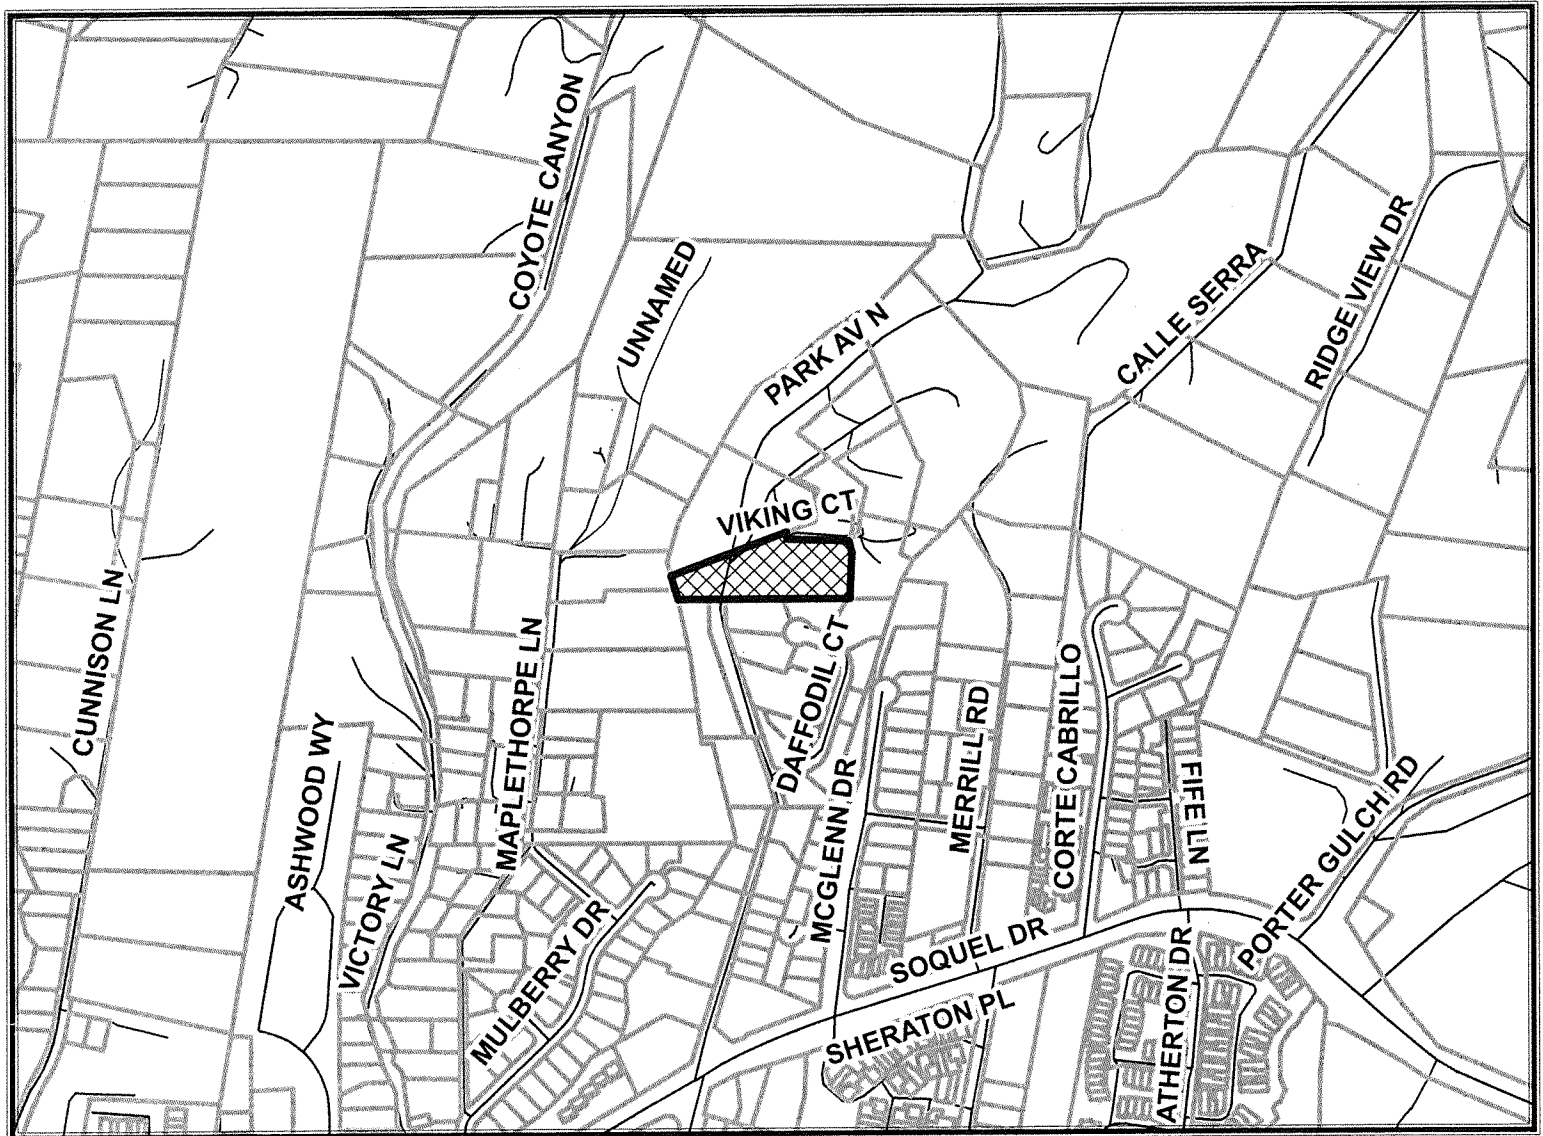 COYOTE CANYON
UNNAMED
PARK AV N
CALLE SERRA
RIDGE VIEW DR
VIKING CT
CUNNISON LN
MAPLETHORPE LN
DAFFODIL CT
ASHWOOD WY
VICTORY LN
MULBERRY DR
MCGLENN DR
MERRILL RD
CORTE CABRILLO
FIFE LN
PORTER GULCH RD
SOQUEL DR
SHERATON PL
ATHERTON DR